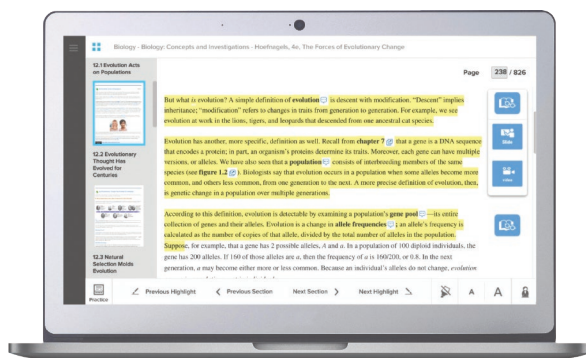 Biology - Biology: Concepts and Investigations - Hoefnagels, 4e, The Forces of Evolutionary Change
12.1 Evolution Acts
on Populations
12.2 Evolutionary
Thought Has
Evolved for
Centuries
12.3 Natural
Selection Molds
Evolution
Page 238 / 826
But what is evolution? A simple definition of evolution is descent with modification. "Descent" implies
inheritance; "modification" refers to changes in traits from generation to generation. For example, we see
evolution at work in the lions, tigers, and leopards that descended from one ancestral cat species.
Evolution has another, more specific, definition as well. Recall from chapter 7 that a gene is a DNA sequence
that encodes a protein; in part, an organism's proteins determine its traits. Moreover, each gene can have multiple
versions, or alleles. We have also seen that a population consists of interbreeding members of the same
species (see figure 1.2). Biologists say that evolution occurs in a population when some alleles become more
common, and others less common, from one generation to the next. A more precise definition of evolution, then,
is genetic change in a population over multiple generations.
According to this definition, evolution is detectable by examining a population's gene pool—its entire
collection of genes and their alleles. Evolution is a change in allele frequencies; an allele's frequency is
calculated as the number of copies of that allele, divided by the total number of alleles in the population.
Suppose, for example, that a gene has 2 possible alleles, A and a. In a population of 100 diploid individuals, the
gene has 200 alleles. If 160 of those alleles are a, then the frequency of a is 160/200, or 0.8. In the next
generation, a may become either more or less common. Because an individual's alleles do not change, evolution
Slide
Practice
Previous Highlight
Previous Section
Next Section
Next Highlight
A
A